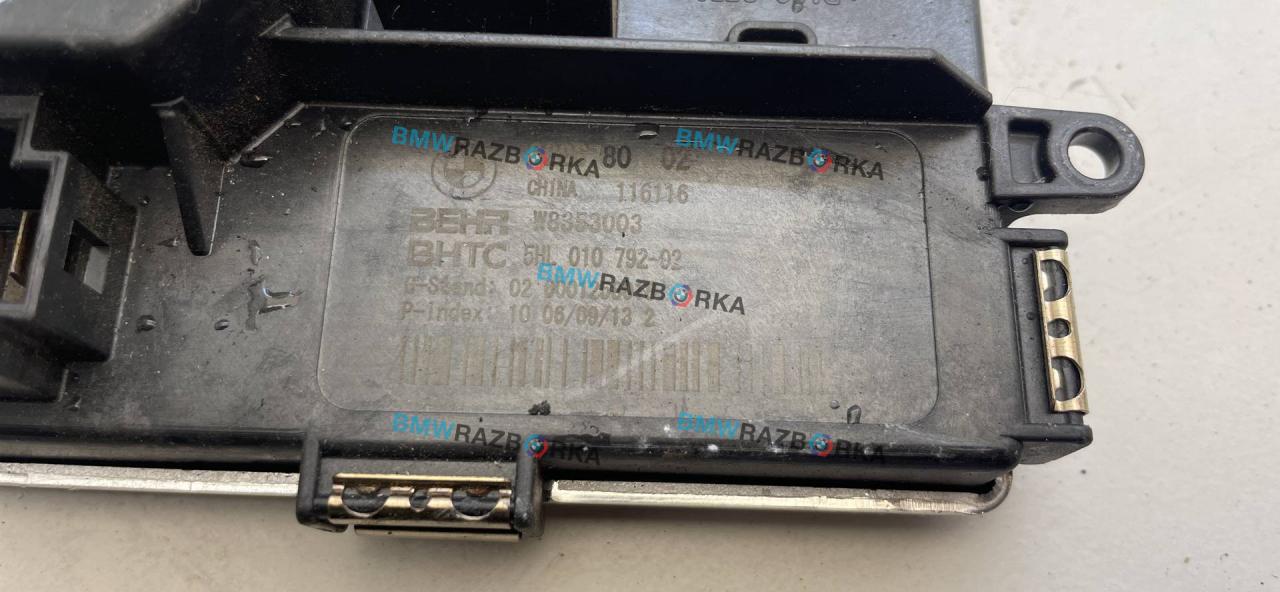 BMWRAZBORKA BMWRAZBORKA
80 02
CHINA 116116
BEHR W8353003
BHTC 5HL 010 792-02
BMWRAZBORKA
G-Stand: 02
P-Index: 10 06/09/13 2
BMWRAZBORKA BMWRAZBORKA